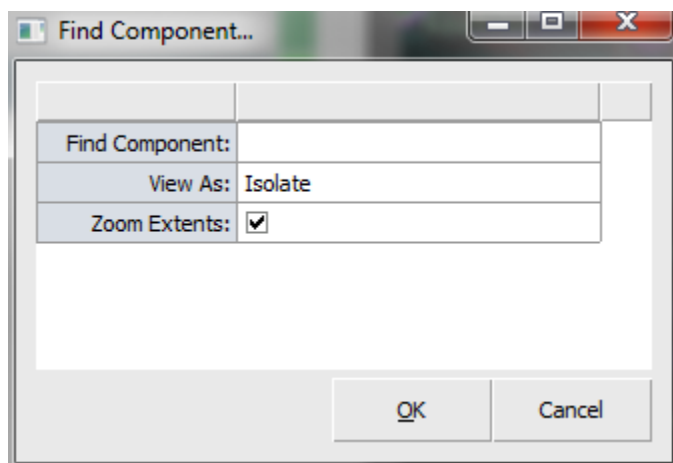 Find Component...
Find Component:
View As: Isolate
Zoom Extents:
OK Cancel